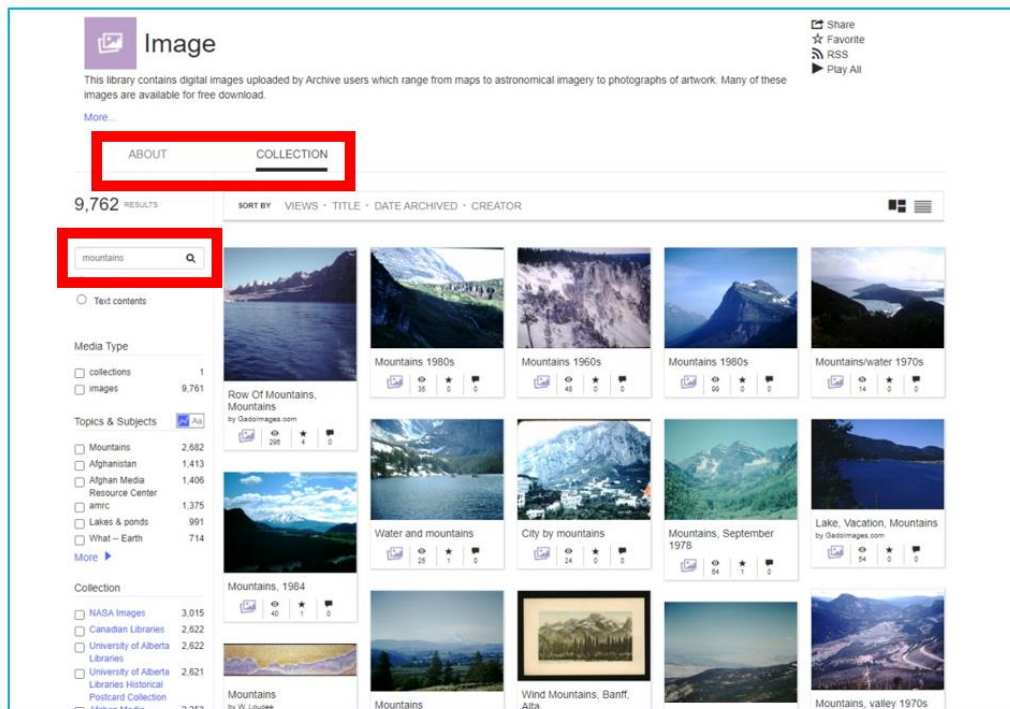 Image
Share
Favorite
RSS
Play All
This library contains digital images uploaded by Archive users which range from maps to astronomical imagery to photographs of artwork. Many of these
images are available for free download.
More...
ABOUT
COLLECTION
9,762 RESULTS
SORT BY VIEWS · TITLE · DATE ARCHIVED · CREATOR
mountains
Text contents
Media Type
collections 1
images 9,761
Topics & Subjects Aa
Mountains 2,682
Afghanistan 1,413
Afghan Media 1,406
Resource Center
amrc 1,375
Lakes & ponds 991
What -- Earth 714
More
Collection
NASA Images 3,015
Canadian Libraries 2,622
University of Alberta 2,622
Libraries
University of Alberta 2,621
Libraries Historical
Postcard Collection
Row Of Mountains,
Mountains
by GadoImages.com
298 4 0
Mountains 1980s
35 0 0
Mountains 1960s
48 0 0
Mountains 1980s
99 0 0
Mountains/water 1970s
14 0 0
Mountains, 1984
40 1 0
Water and mountains
25 1 0
City by mountains
24 0 0
Mountains, September
1978
64 1 0
Lake, Vacation, Mountains
by GadoImages.com
54 0 0
Mountains
by W. Lougee
Mountains
Wind Mountains, Banff,
Alta
Mountains, valley 1970s